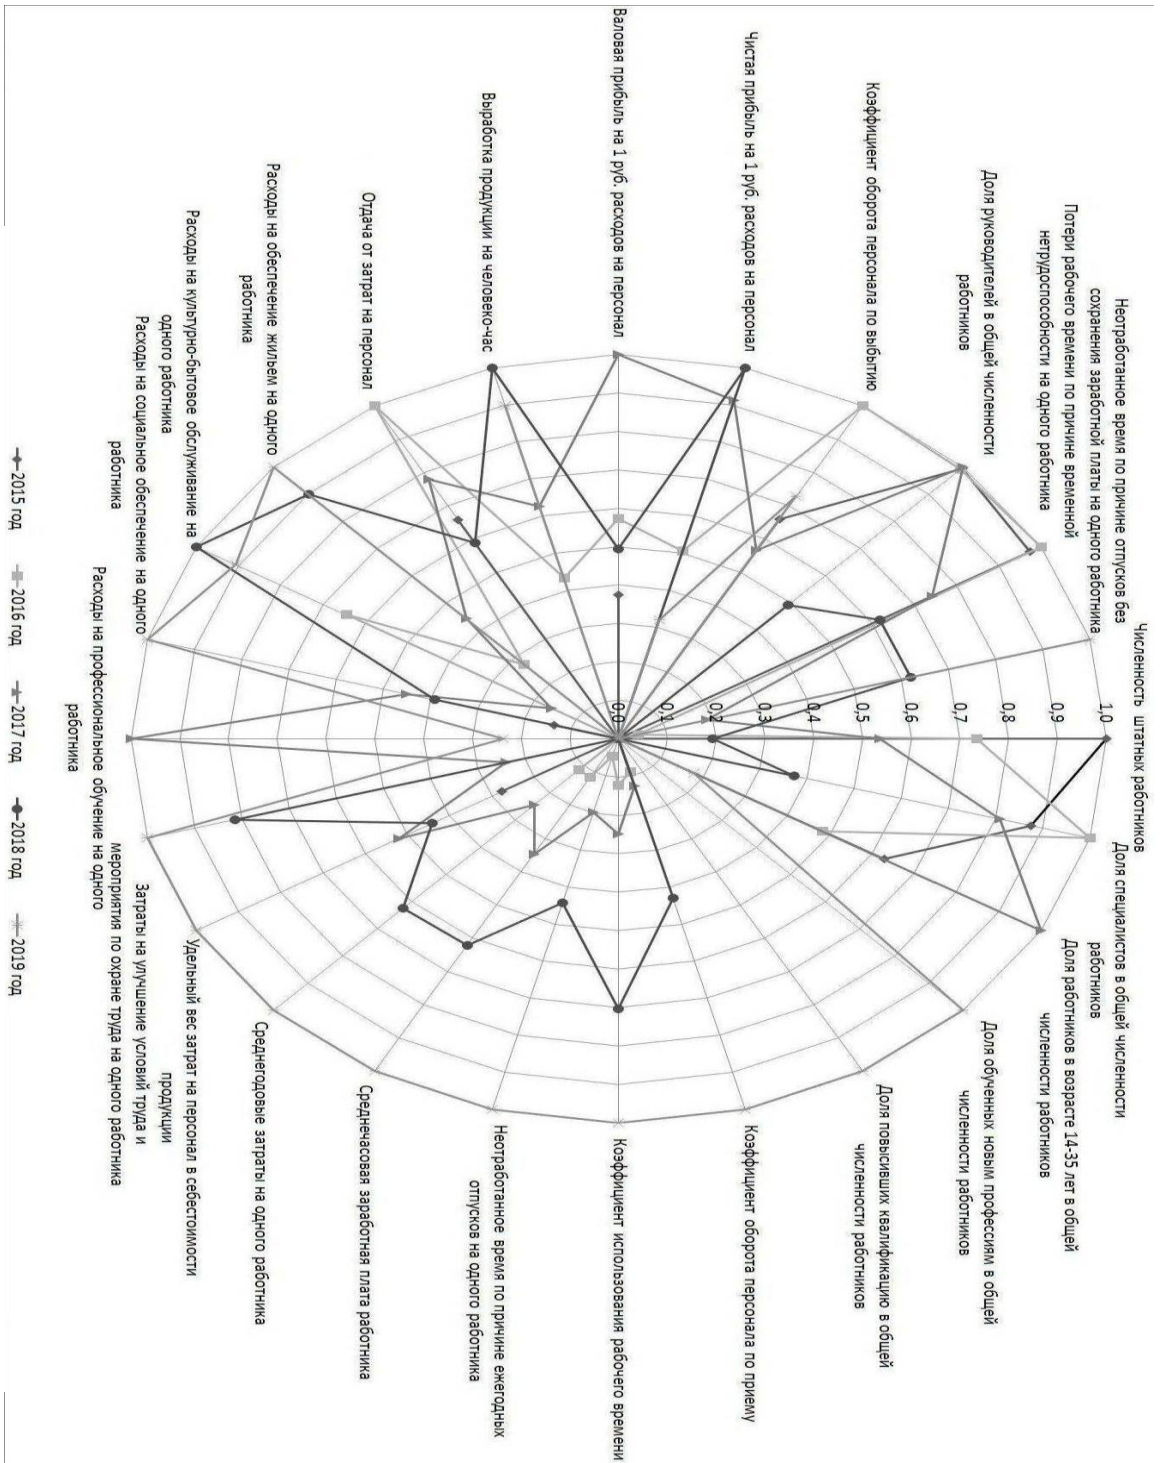 Численность штатных работников
Доля специалистов в общей численности
работников
Доля работников в возрасте 14-35 лет в общей
численности работников
Доля обученных новым профессиям в общей
численности работников
Доля повысивших квалификацию в общей
численности работников
Коэффициент оборота персонала по приему
Коэффициент использования рабочего времени
Неотработанное время по причине ежегодных
отпусков на одного работника
Среднечасовая заработная плата работника
Среднегодовые затраты на одного работника
Удельный вес затрат на персонал в себестоимости
продукции
Затраты на улучшение условий труда и
мероприятия по охране труда на одного работника
Расходы на профессиональное обучение на одного
работника
Расходы на социальное обеспечение на одного
работника
Расходы на культурно-бытовое обслуживание на
одного работника
Расходы на обеспечение жильем на одного
работника
Отдача от затрат на персонал
Выработка продукции на человеко-час
Валовая прибыль на 1 руб. расходов на персонал
Чистая прибыль на 1 руб. расходов на персонал
Коэффициент оборота персонала по выбытию
Доля руководителей в общей численности
работников
Потери рабочего времени по причине временной
нетрудоспособности на одного работника
Неотработанное время по причине отпусков без
сохранения заработной платы на одного работника
1,0
0,9
0,8
0,7
0,6
0,5
0,4
0,3
0,2
0,1
0,0
2015 год
2016 год
2017 год
2018 год
2019 год